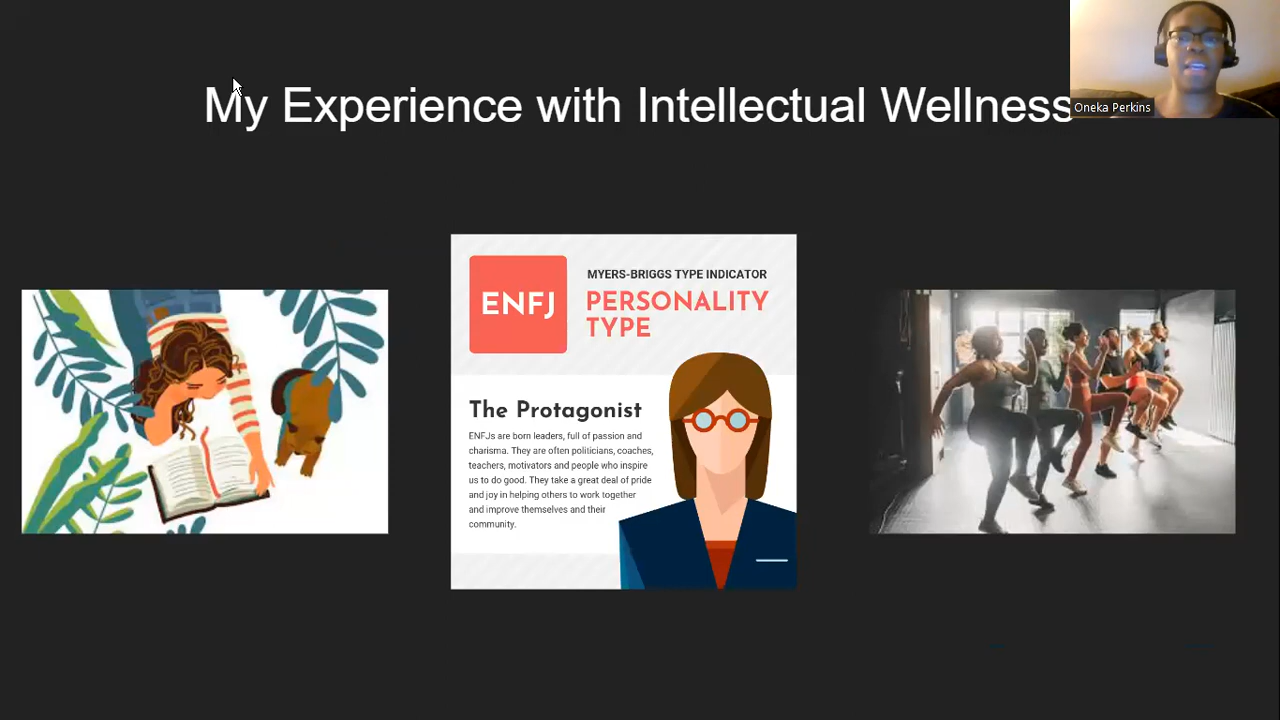 My Experience with Intellectual Wellness
Oneka Perkins
ENFJ
MYERS-BRIGGS TYPE INDICATOR
PERSONALITY
TYPE
The Protagonist
ENFJs are born leaders, full of passion and
charisma. They are often politicians, coaches,
teachers, motivators and people who inspire
us to do good. They take a great deal of pride
and joy in helping others to work together
and improve themselves and their
community.